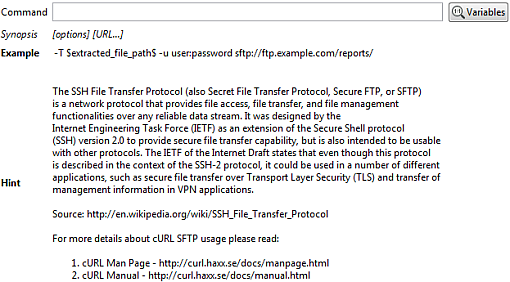 Command Variables
Synopsis [options] [URL...]
Example -T $extracted_file_path$ -u user:password sftp://ftp.example.com/reports/
The SSH File Transfer Protocol (also Secret File Transfer Protocol, Secure FTP, or SFTP)
is a network protocol that provides file access, file transfer, and file management
functionalities over any reliable data stream. It was designed by the
Internet Engineering Task Force (IETF) as an extension of the Secure Shell protocol
(SSH) version 2.0 to provide secure file transfer capability, but is also intended to be usable
with other protocols. The IETF of the Internet Draft states that even though this protocol
is described in the context of the SSH-2 protocol, it could be used in a number of different
applications, such as secure file transfer over Transport Layer Security (TLS) and transfer of
Hint management information in VPN applications.
Source: http://en.wikipedia.org/wiki/SSH_File_Transfer_Protocol
For more details about cURL SFTP usage please read:
1. cURL Man Page - http://curl.haxx.se/docs/manpage.html
2. cURL Manual - http://curl.haxx.se/docs/manual.html